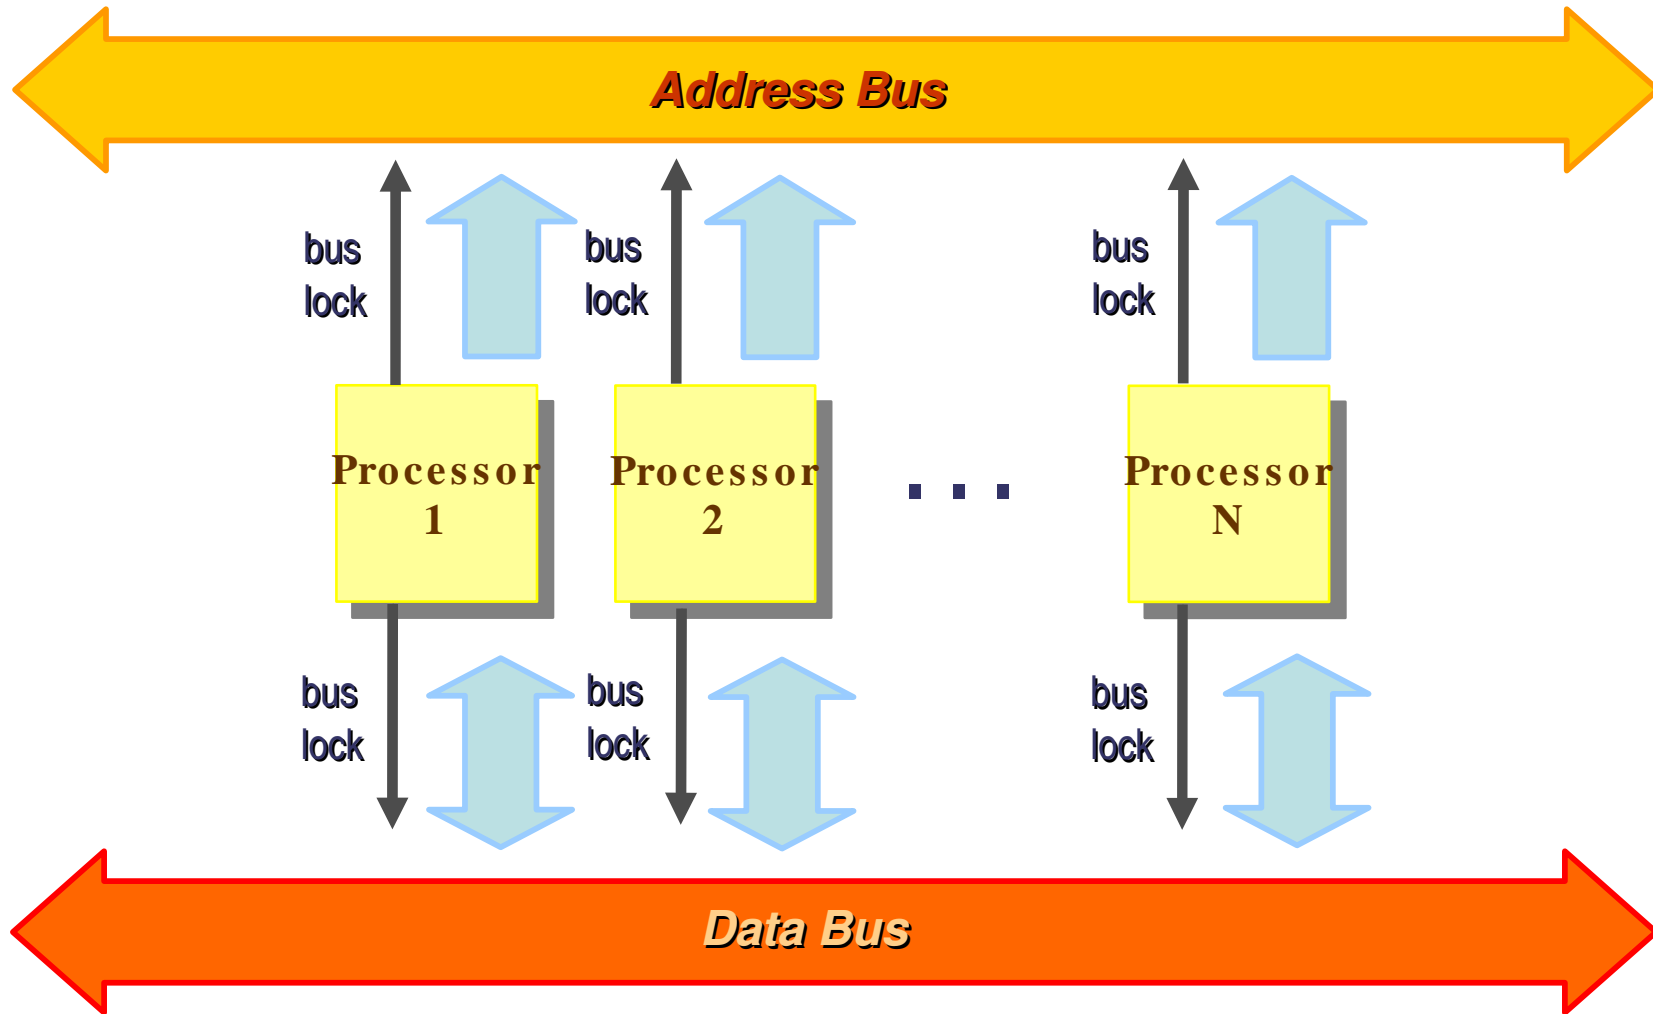 Address Bus
bus
lock
bus
lock
bus
lock
Processor
1
Processor
2
. . .
Processor
N
bus
lock
bus
lock
bus
lock
Data Bus